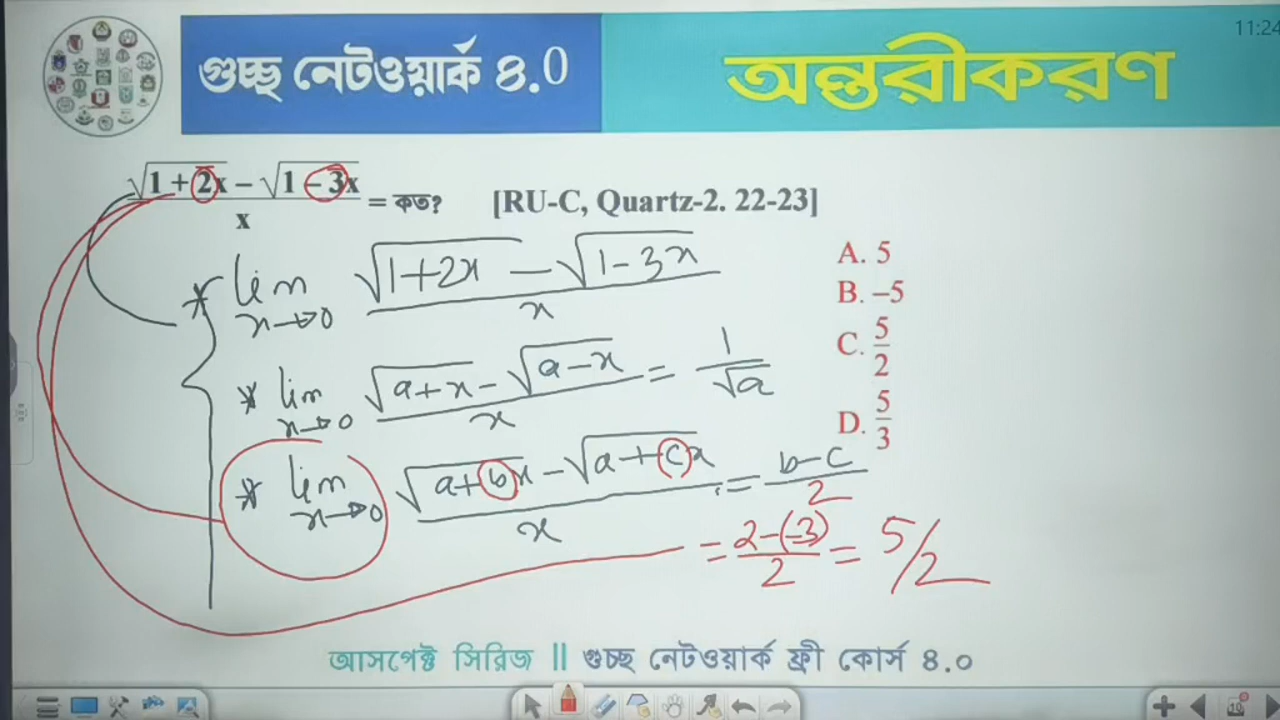 11:24
গুচ্ছ নেটওয়ার্ক ৪.0
অন্তরীকরণ
(√(1 + 2x) – √(1 – 3x)) / x = কত? [RU-C, Quartz-2. 22-23]
* lim x→0 (√(1+2x) – √(1-3x)) / x
* lim x→0 (√(a+x) – √(a-x)) / x = 1/√a
* lim x→0 (√(a+bx) – √(a+cx)) / x = (b-c)/2
= (2-(-3))/2 = 5/2
A. 5
B. –5
C. 5/2
D. 5/3
আসপেক্ট সিরিজ || গুচ্ছ নেটওয়ার্ক ফ্রী কোর্স ৪.০
10